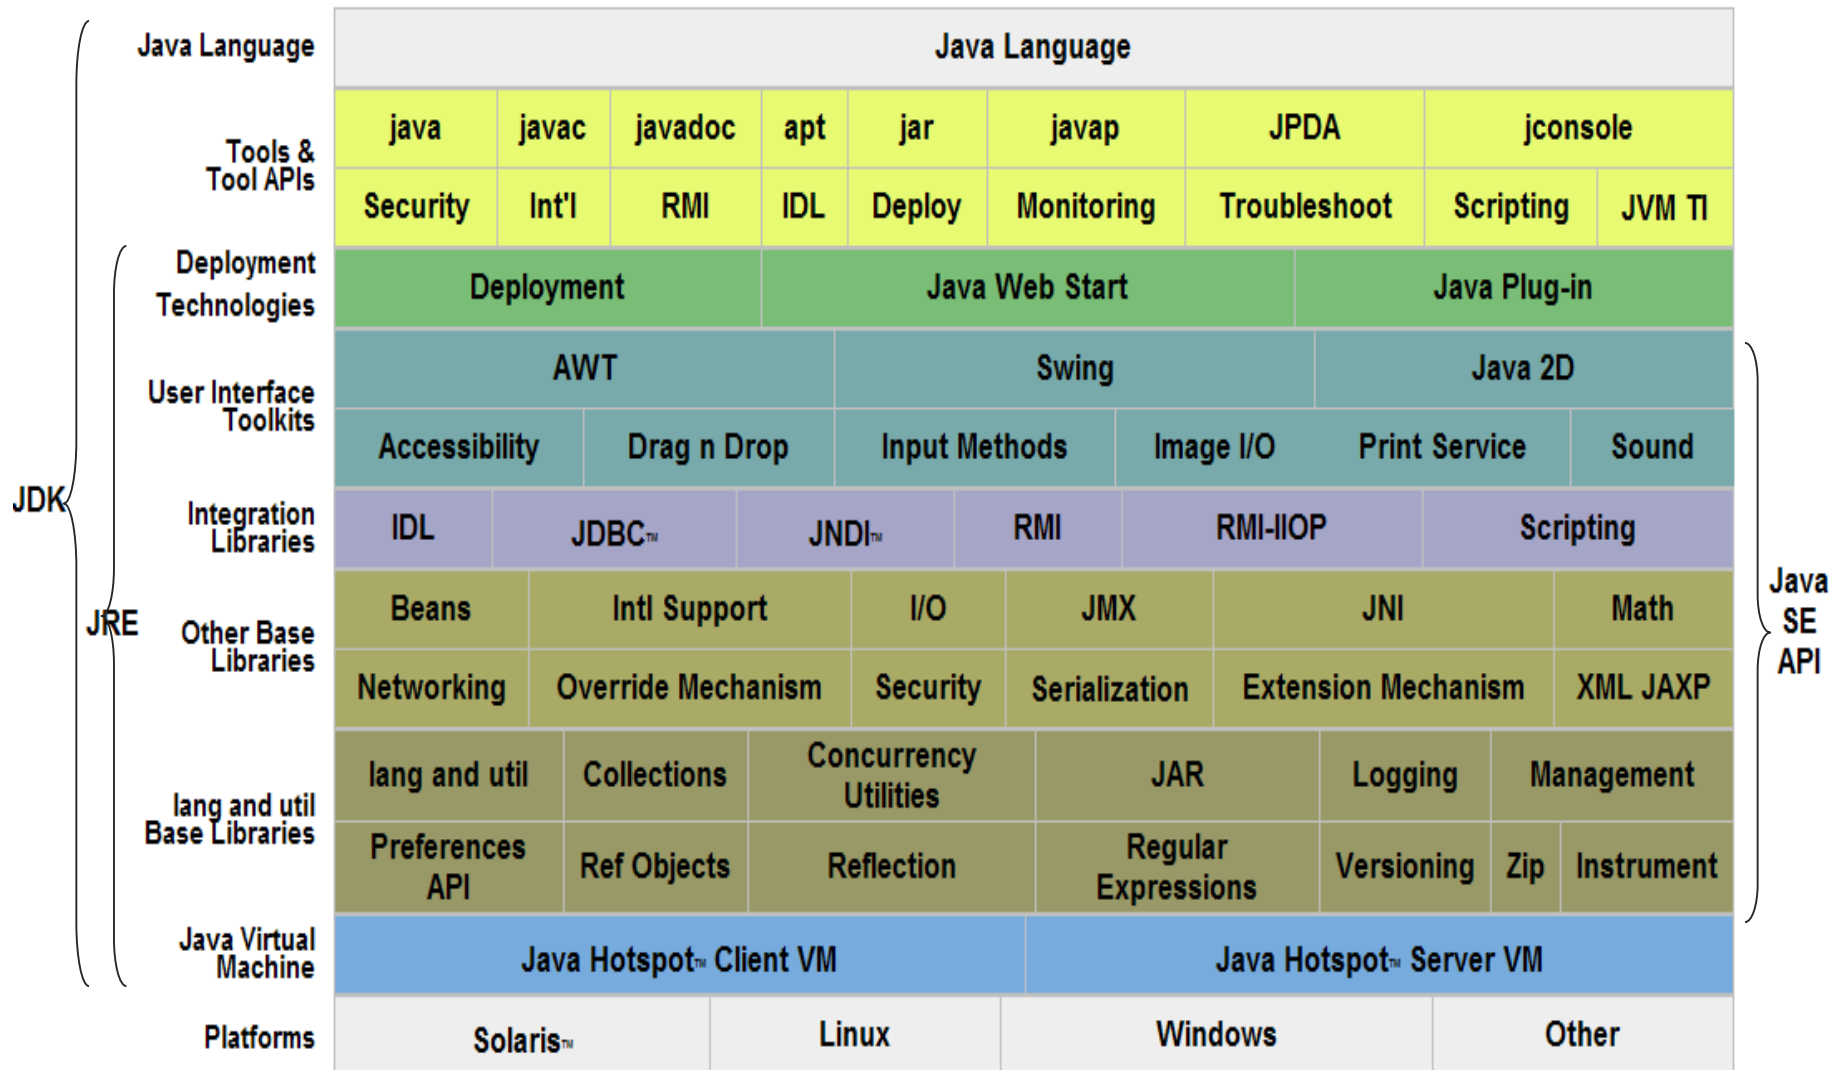 Java Language
Java Language
Tools &
Tool APIs
java javac javadoc apt jar javap JPDA jconsole
Security Int'l RMI IDL Deploy Monitoring Troubleshoot Scripting JVM TI
Deployment
Technologies
Deployment Java Web Start Java Plug-in
User Interface
Toolkits
AWT Swing Java 2D
Accessibility Drag n Drop Input Methods Image I/O Print Service Sound
JDK
Integration
Libraries
IDL JDBC™ JNDI™ RMI RMI-IIOP Scripting
JRE
Other Base
Libraries
Beans Intl Support I/O JMX JNI Math
Networking Override Mechanism Security Serialization Extension Mechanism XML JAXP
Java
SE
API
lang and util
Base Libraries
lang and util Collections Concurrency
Utilities JAR Logging Management
Preferences
API Ref Objects Reflection Regular
Expressions Versioning Zip Instrument
Java Virtual
Machine
Java Hotspot™ Client VM Java Hotspot™ Server VM
Platforms
Solaris™ Linux Windows Other